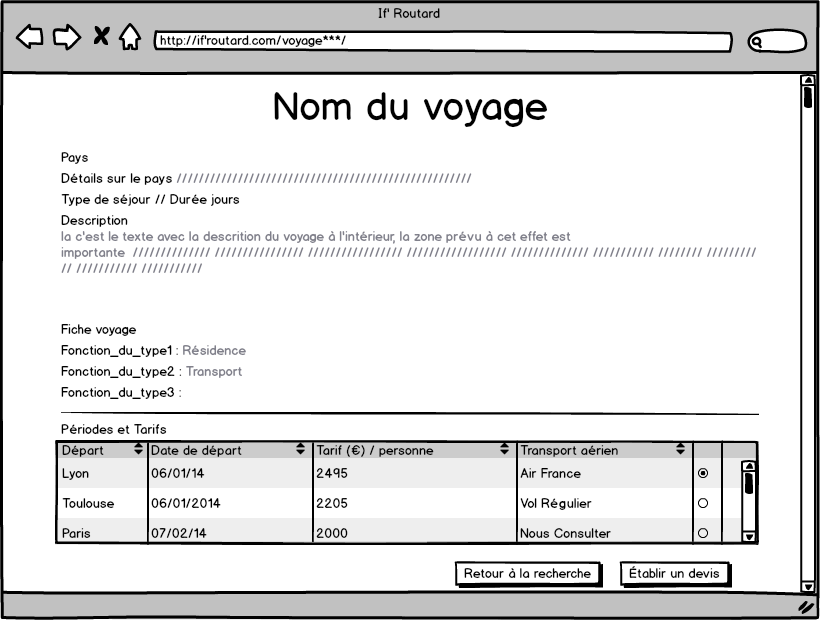 If' Routard
http://if'routard.com/voyage***/
Nom du voyage
Pays
Détails sur le pays /////////////////////////////////////////////////////
Type de séjour // Durée jours
Description
la c'est le texte avec la descrition du voyage à l'intérieur, la zone prévu à cet effet est
importante ////////////// //////////////// ///////////////// ////////////////// ////////////// /////////// //////// /////////
// /////////// ///////////
Fiche voyage
Fonction_du_type1 : Résidence
Fonction_du_type2 : Transport
Fonction_du_type3 :
Périodes et Tarifs
Départ Date de départ Tarif (€) / personne Transport aérien
Lyon 06/01/14 2495 Air France
Toulouse 06/01/2014 2205 Vol Régulier
Paris 07/02/14 2000 Nous Consulter
Retour à la recherche Établir un devis